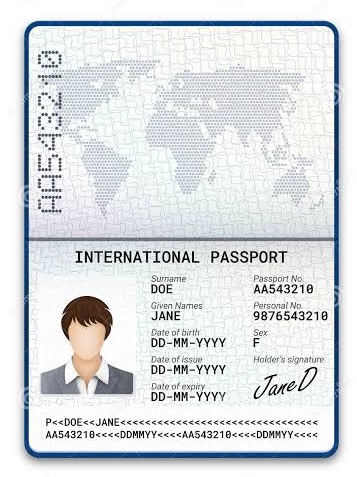 AA543210
INTERNATIONAL PASSPORT
Surname
DOE
Passport No.
AA543210
Given Names
JANE
Personal No.
9876543210
Date of birth
DD-MM-YYYY
Sex
F
Date of issue
DD-MM-YYYY
Holder's signature
JaneD
Date of expiry
DD-MM-YYYY
P<<DOE<<JANE<<<<<<<<<<<<<<<<<<<<<<<<<<<<<<
AA543210<<<<DDMMYY<<<<AA543210<<<<DDMMYY<<